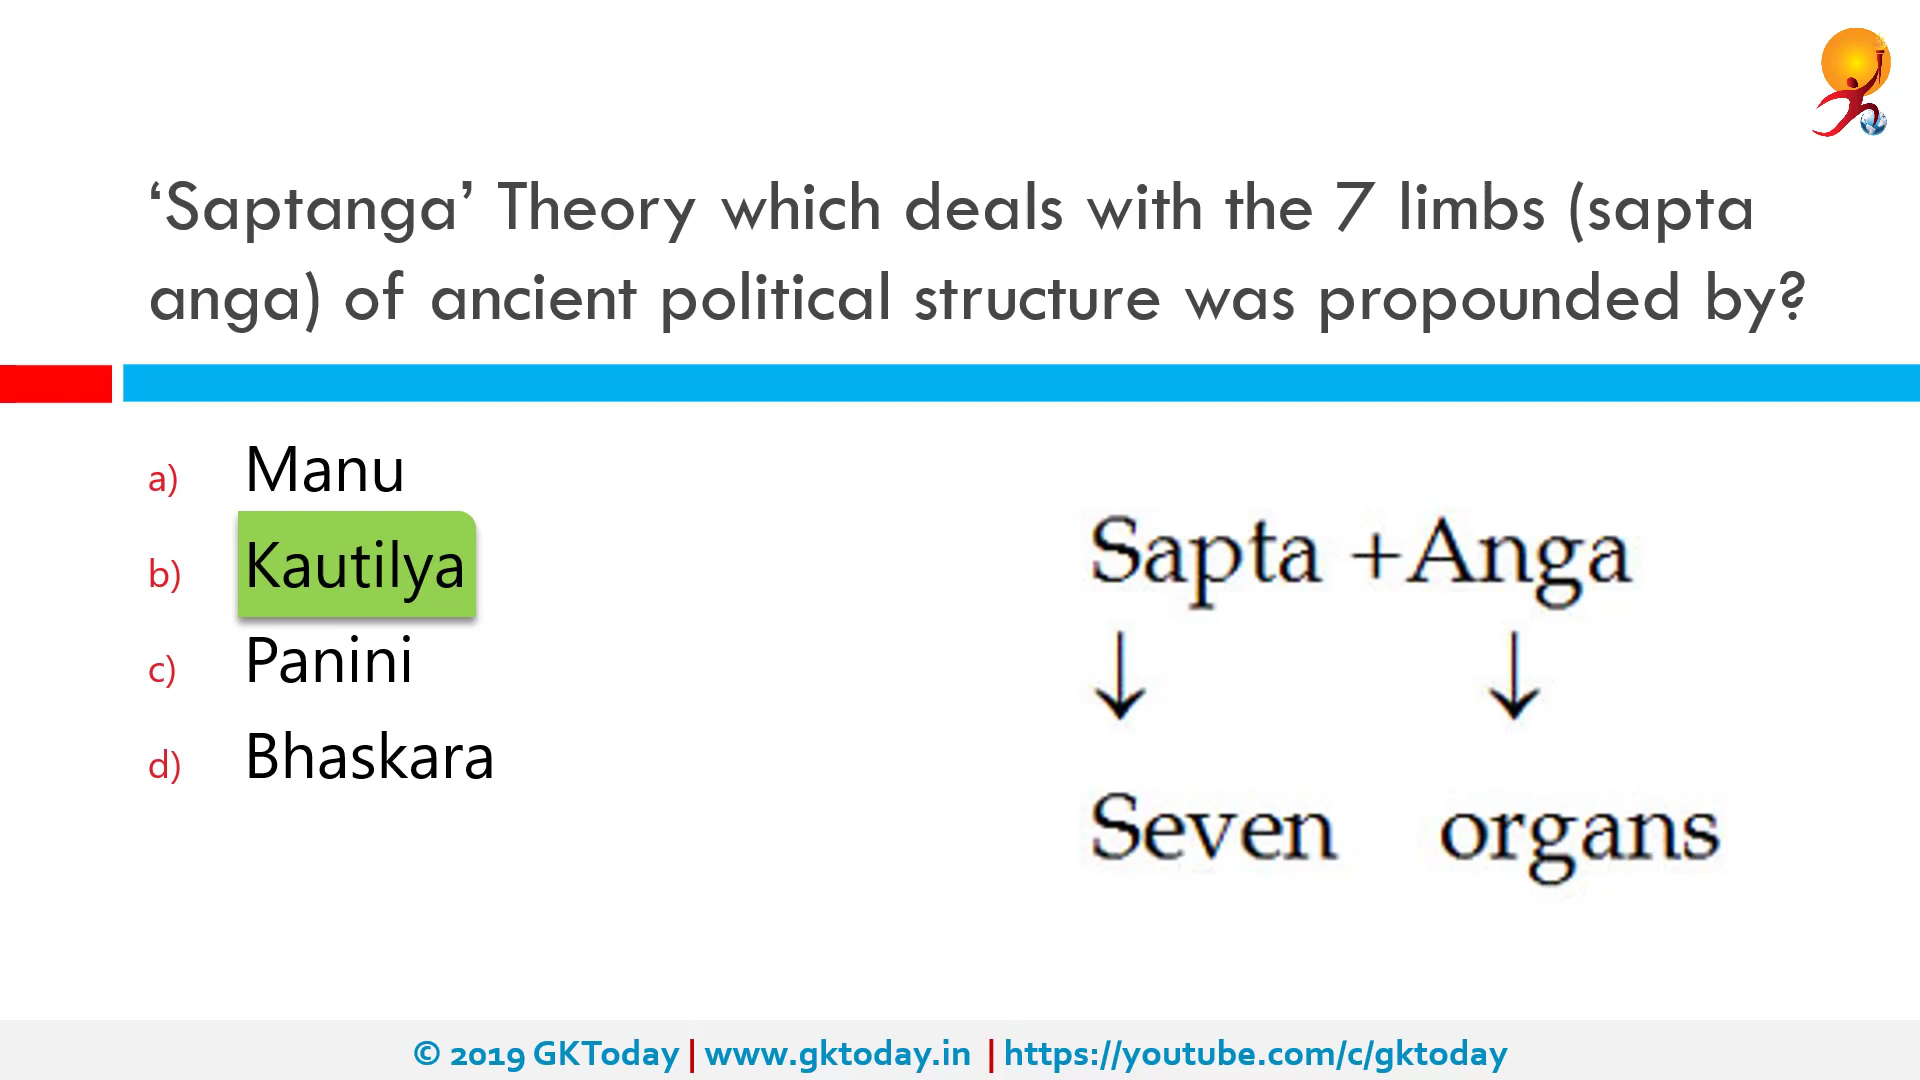 ‘Saptanga’ Theory which deals with the 7 limbs (sapta
anga) of ancient political structure was propounded by?
a) Manu
b) Kautilya
c) Panini
d) Bhaskara
Sapta +Anga
↓ ↓
Seven organs
© 2019 GKToday | www.gktoday.in | https://youtube.com/c/gktoday